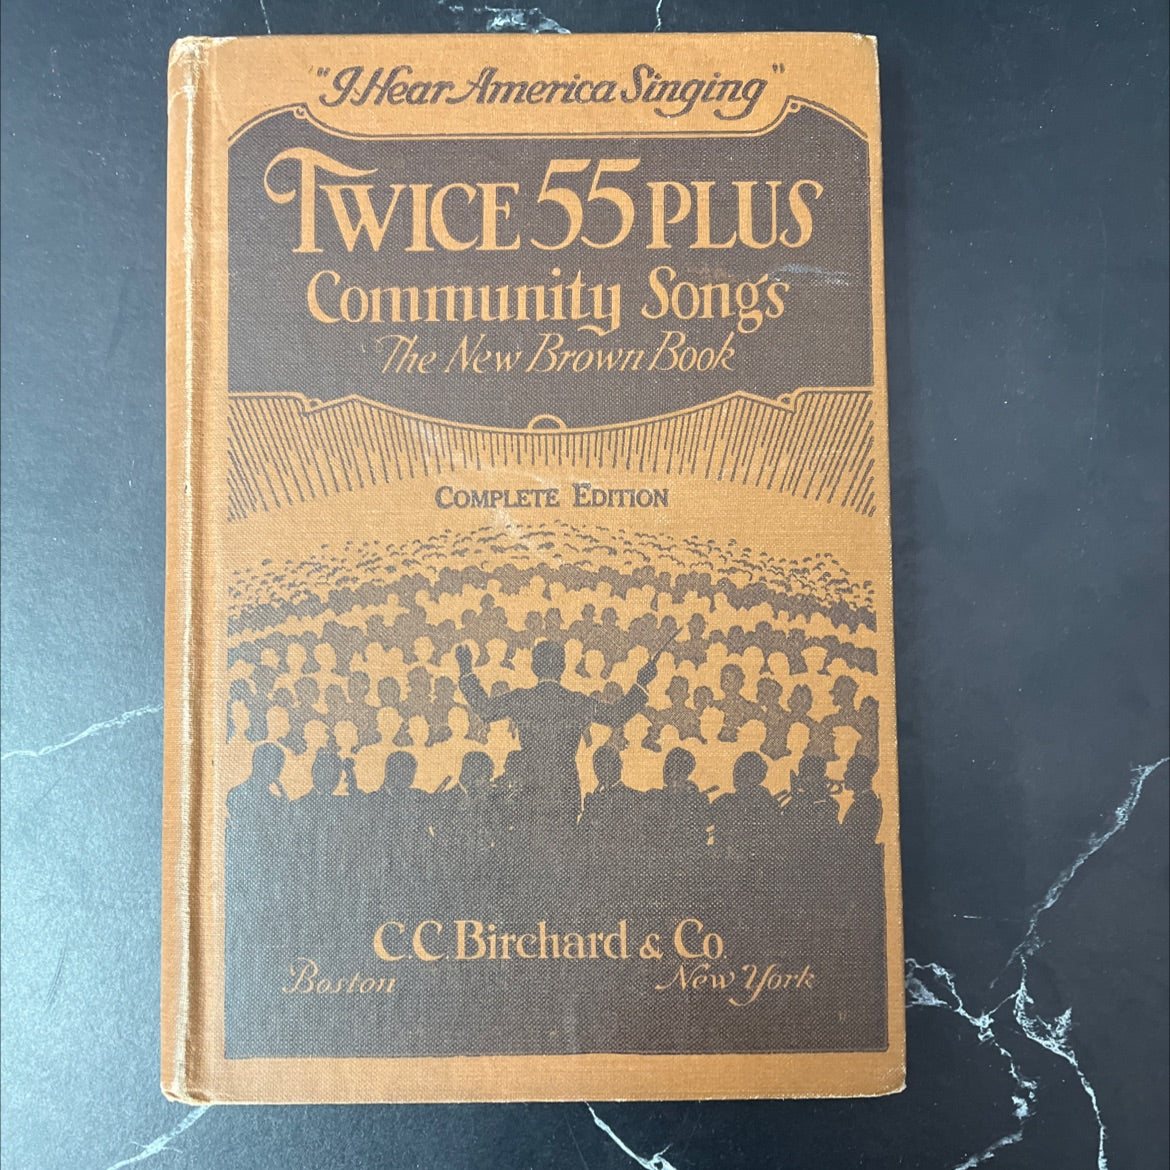 "I Hear America Singing"
TWICE 55 PLUS
Community Songs
The New Brown Book
COMPLETE EDITION
C.C. Birchard & Co.
Boston New York